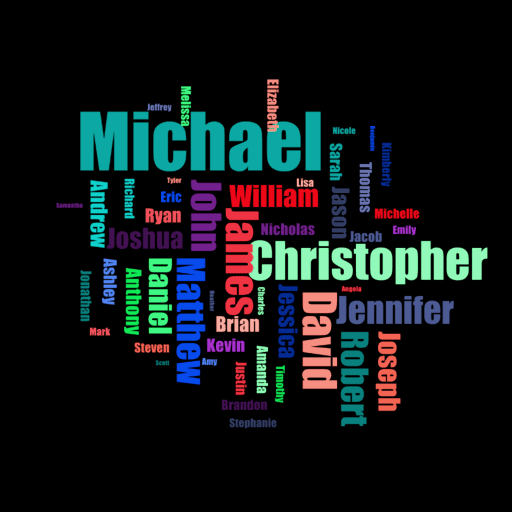 Elizabeth
Melissa
Jeffrey
Michael
Nicole
Benjamin
Kimberly
Sarah
Thomas
Tyler
Lisa
Andrew
Richard
Eric
John
William
Jason
Samantha
Ryan
James
Michelle
Joshua
Nicholas
Jacob
Emily
Christopher
Ashley
Daniel
Matthew
Anthony
Jonathan
Heather
Charles
Jessica
Angela
David
Jennifer
Mark
Brian
Robert
Joseph
Steven
Kevin
Amanda
Scott
Amy
Justin
Timothy
Brandon
Stephanie